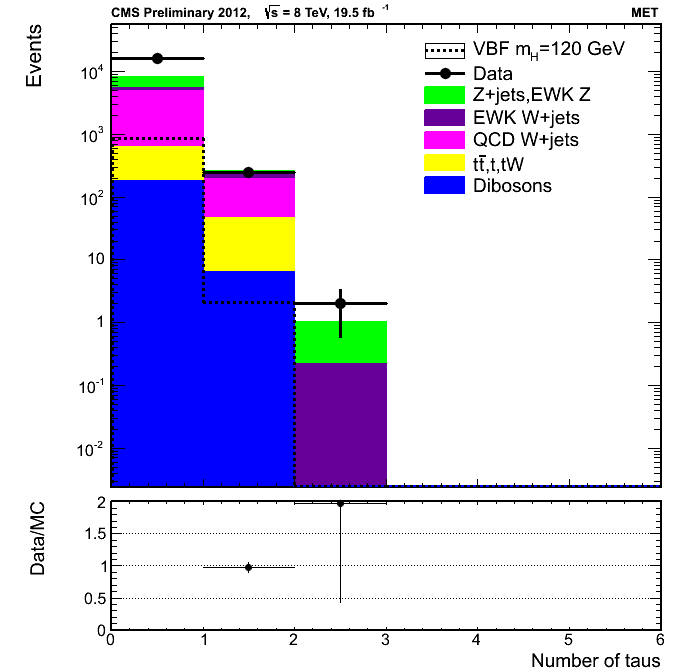 CMS Preliminary 2012, √s = 8 TeV, 19.5 fb⁻¹ MET
Events
VBF m_H=120 GeV
Data
Z+jets,EWK Z
EWK W+jets
QCD W+jets
tt̄,t,tW
Dibosons
10⁴
10³
10²
10
1
10⁻¹
10⁻²
Data/MC
2
1.5
1
0.5
0
0 1 2 3 4 5 6
Number of taus